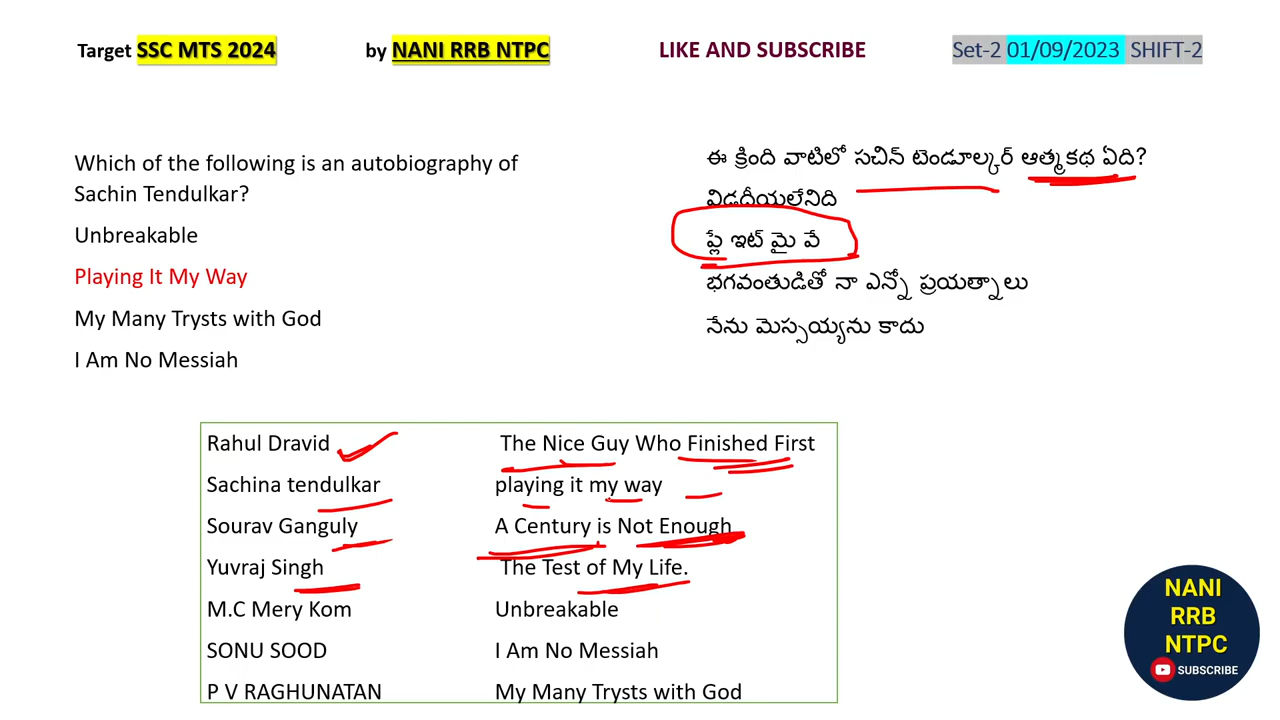 Target SSC MTS 2024 by NANI RRB NTPC LIKE AND SUBSCRIBE Set-2 01/09/2023 SHIFT-2
Which of the following is an autobiography of
Sachin Tendulkar?
Unbreakable
Playing It My Way
My Many Trysts with God
I Am No Messiah
ఈ క్రింది వాటిలో సచిన్ టెండూల్కర్ ఆత్మకథ ఏది?
విడదీయలేనిది
ప్లే ఇట్ మై వే
భగవంతుడితో నా ఎన్నో ప్రయత్నాలు
నేను మెస్సయ్యను కాదు
Rahul Dravid The Nice Guy Who Finished First
Sachina tendulkar playing it my way
Sourav Ganguly A Century is Not Enough
Yuvraj Singh The Test of My Life.
M.C Mery Kom Unbreakable
SONU SOOD I Am No Messiah
P V RAGHUNATAN My Many Trysts with God
NANI
RRB
NTPC
SUBSCRIBE